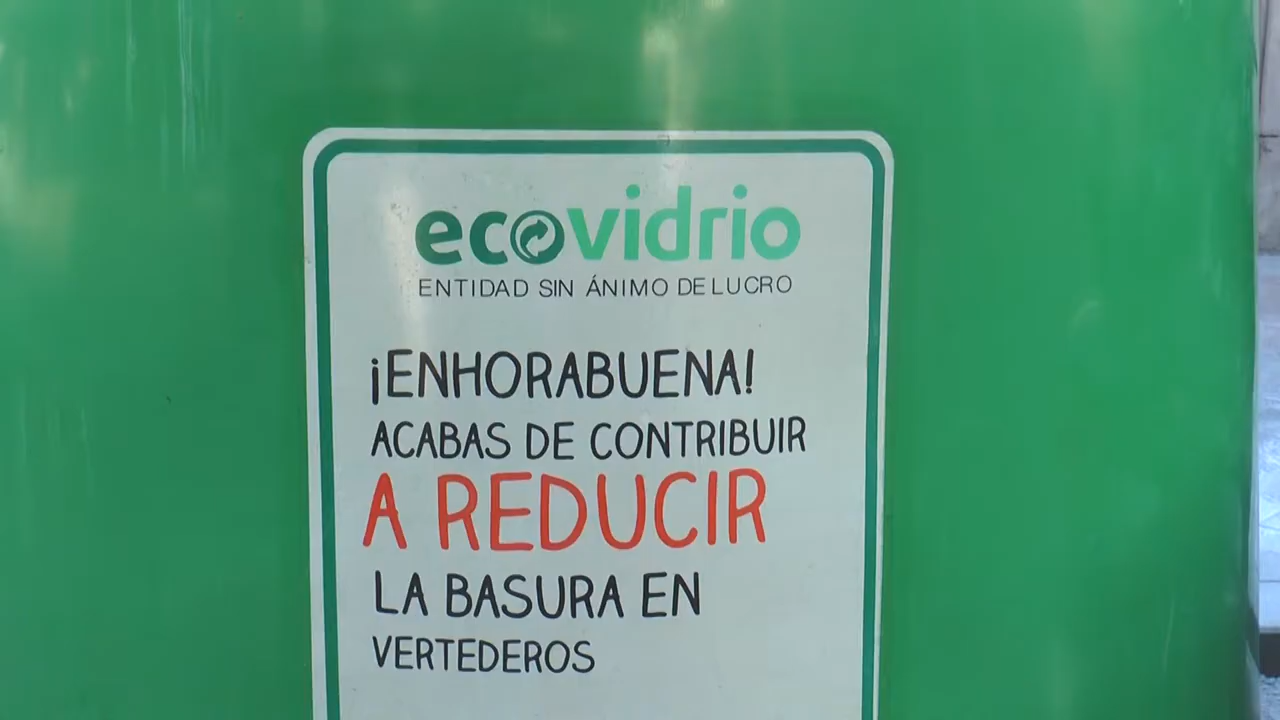 ecovidrio
ENTIDAD SIN ÁNIMO DE LUCRO
¡ENHORABUENA!
ACABAS DE CONTRIBUIR
A REDUCIR
LA BASURA EN
VERTEDEROS